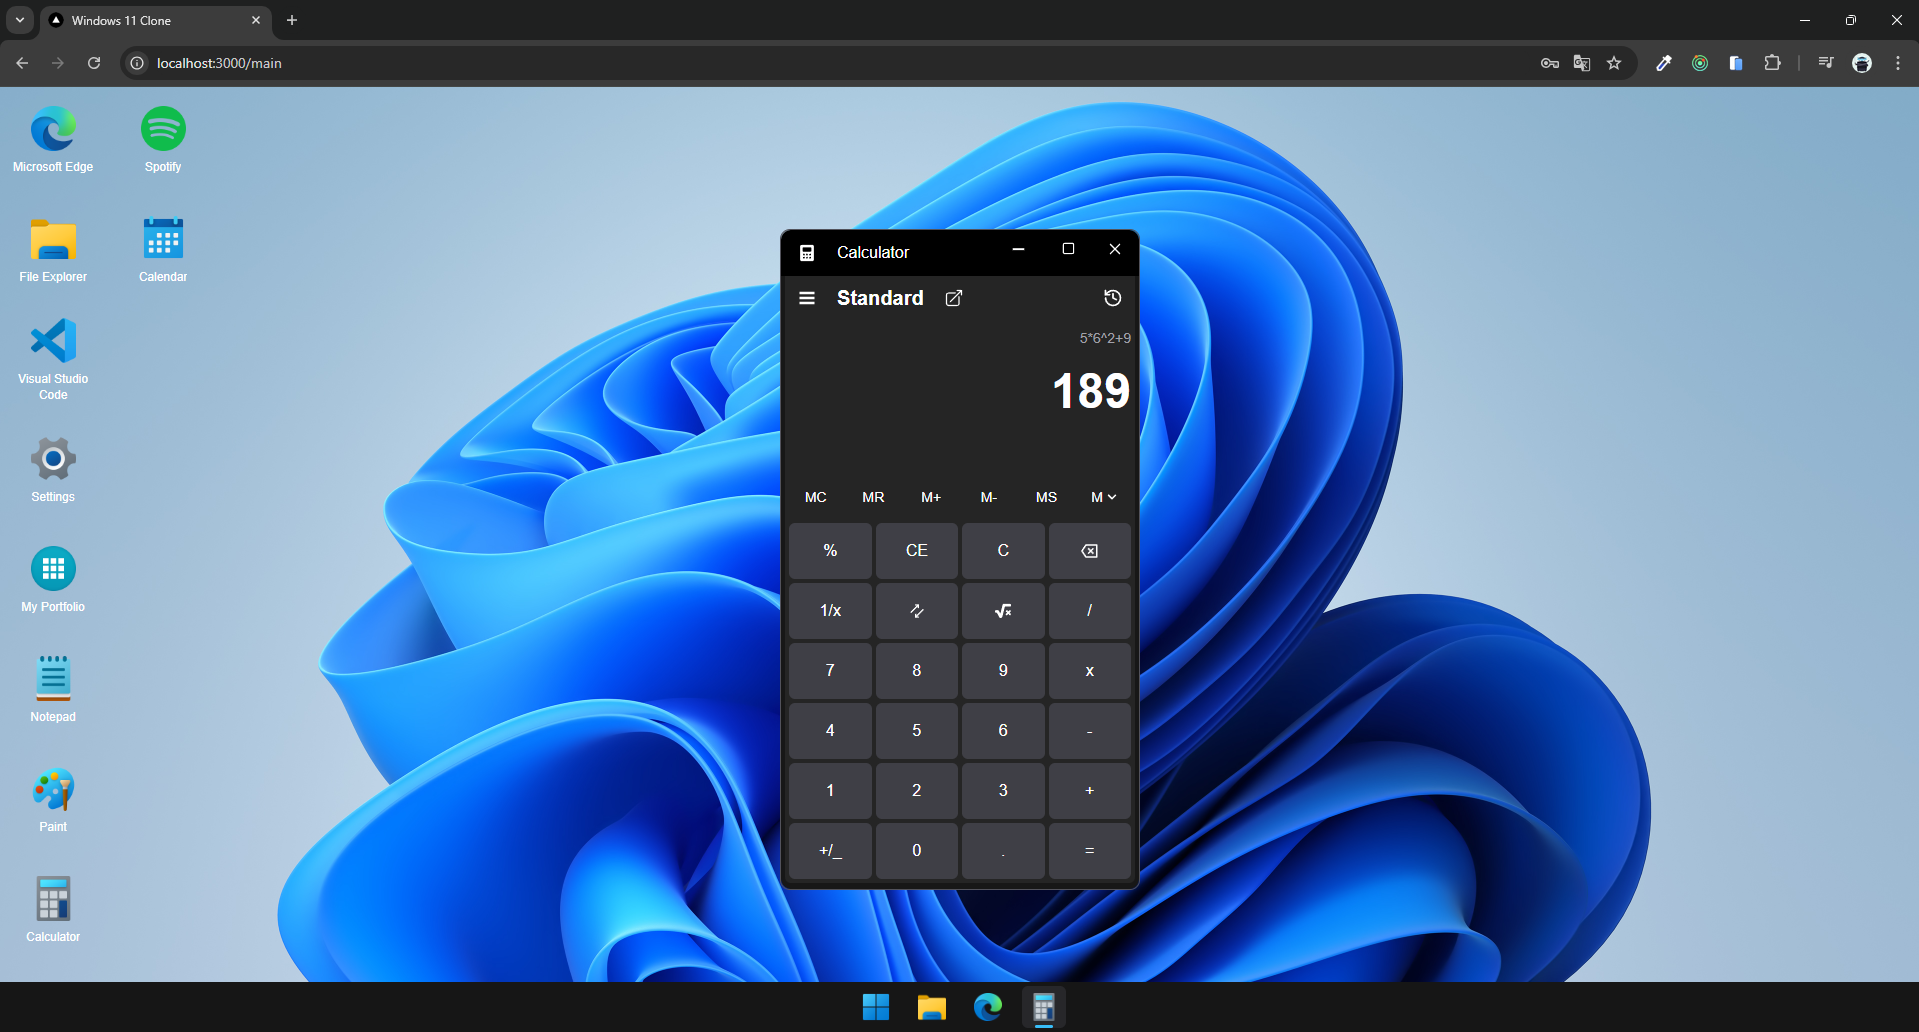 Windows 11 Clone
localhost:3000/main
Microsoft Edge
Spotify
File Explorer
Calendar
Visual Studio
Code
Settings
My Portfolio
Notepad
Paint
Calculator
Calculator
Standard
5*6^2+9
189
MC MR M+ M- MS M
% CE C
1/x √x /
7 8 9 x
4 5 6 -
1 2 3 +
+/_ 0 . =